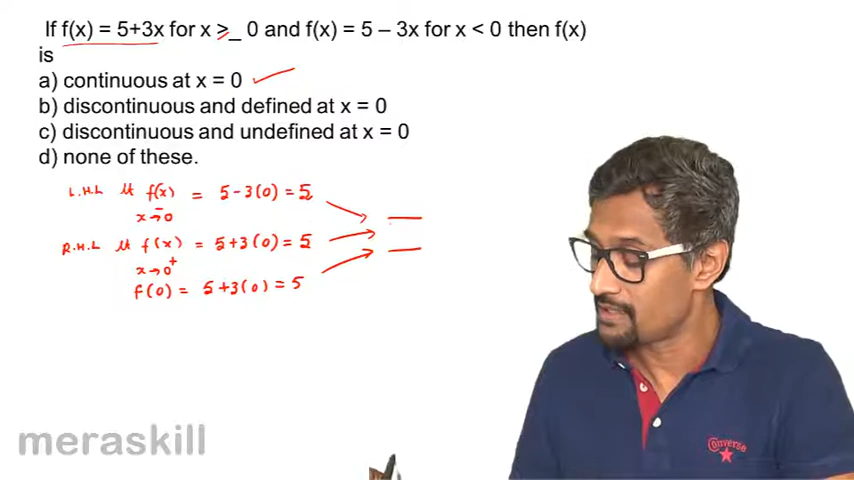 If f(x) = 5+3x for x >_ 0 and f(x) = 5 – 3x for x < 0 then f(x)
is
a) continuous at x = 0
b) discontinuous and defined at x = 0
c) discontinuous and undefined at x = 0
d) none of these.
L.H.L lt f(x) = 5-3(0) = 5
x→0⁻
R.H.L lt f(x) = 5+3(0) = 5
x→0⁺
f(0) = 5+3(0) = 5
meraskill
Converse